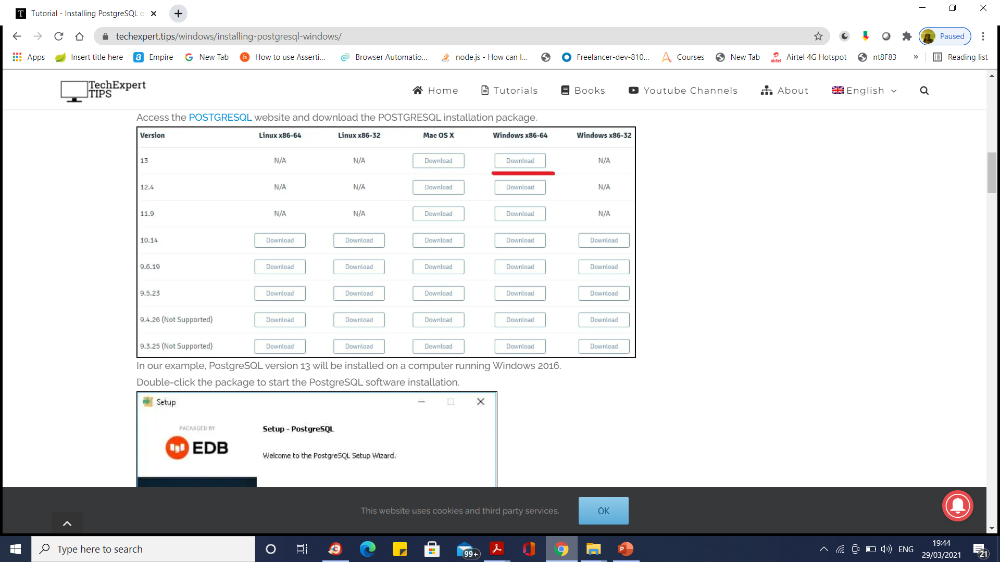 Tutorial - Installing PostgreSQL o
techexpert.tips/windows/installing-postgresql-windows/
Paused
Apps
Insert title here
Empire
New Tab
How to use Asserti...
Browser Automatio...
node.js - How can I...
Freelancer-dev-810...
Courses
New Tab
airtel
Airtel 4G Hotspot
nt8F83
»
Reading list
TechExpert
TIPS
Home
Tutorials
Books
Youtube Channels
About
English
Access the POSTGRESQL website and download the POSTGRESQL installation package.
Version Linux x86-64 Linux x86-32 Mac OS X Windows x86-64 Windows x86-32
13 N/A N/A Download Download N/A
12.4 N/A N/A Download Download N/A
11.9 N/A N/A Download Download N/A
10.14 Download Download Download Download Download
9.6.19 Download Download Download Download Download
9.5.23 Download Download Download Download Download
9.4.26 (Not Supported) Download Download Download Download Download
9.3.25 (Not Supported) Download Download Download Download Download
In our example, PostgreSQL version 13 will be installed on a computer running Windows 2016.
Double-click the package to start the PostgreSQL software installation.
Setup
PACKAGED BY
EDB
Setup - PostgreSQL
Welcome to the PostgreSQL Setup Wizard.
This website uses cookies and third party services.
OK
Type here to search
99+
ENG
19:44
29/03/2021
21